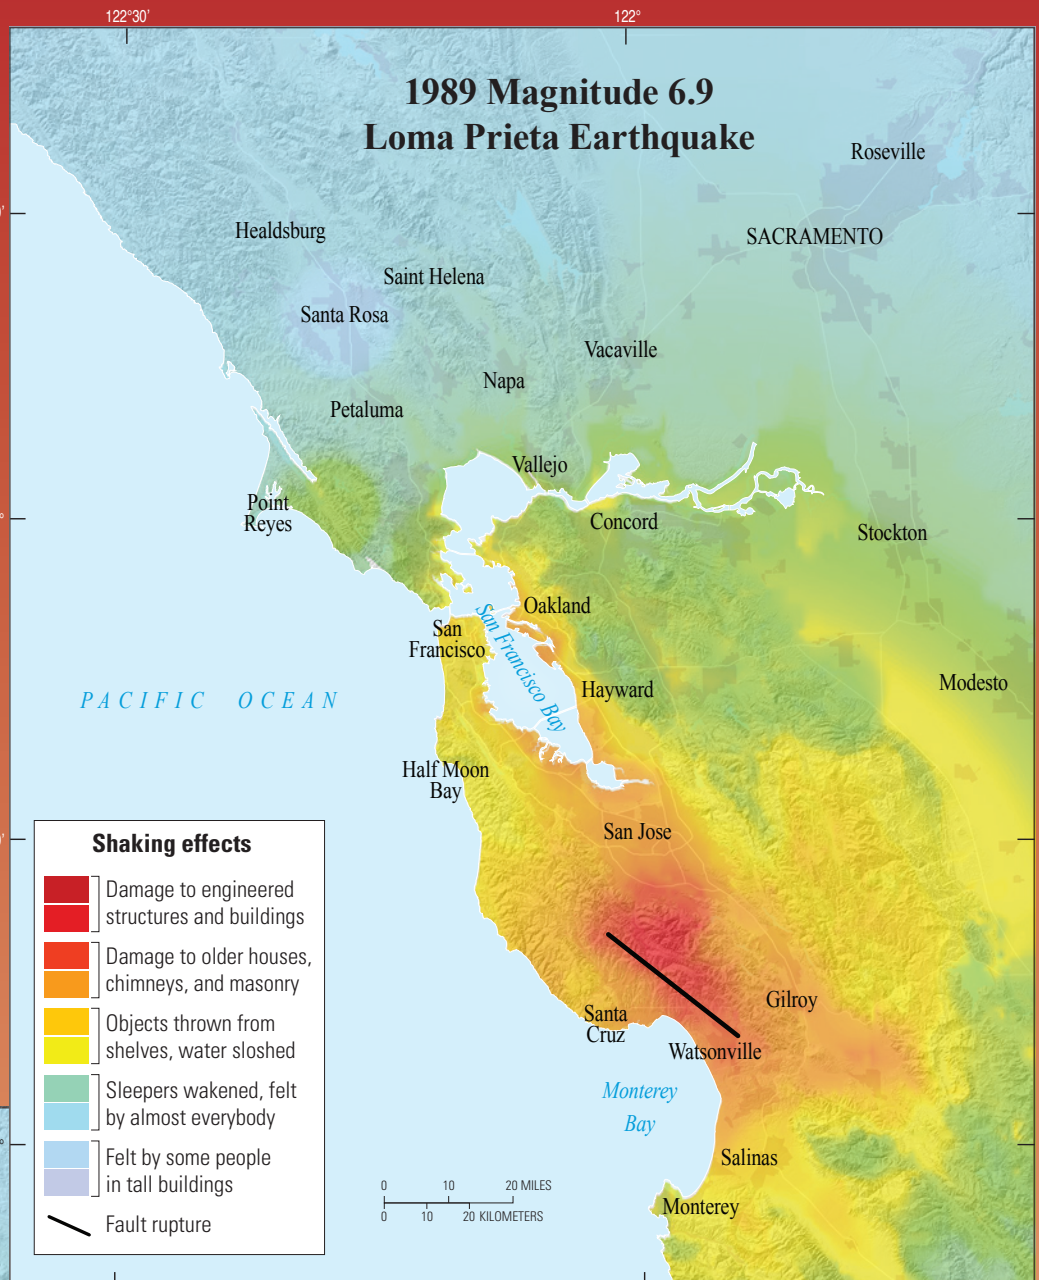 122°30'
122°
1989 Magnitude 6.9
Loma Prieta Earthquake
Roseville
Healdsburg
SACRAMENTO
Saint Helena
Santa Rosa
Vacaville
Napa
Petaluma
Vallejo
Point
Reyes
Concord
Stockton
Oakland
San
Francisco
San Francisco Bay
Hayward
Modesto
PACIFIC OCEAN
Half Moon
Bay
San Jose
Gilroy
Santa
Cruz
Watsonville
Monterey
Bay
Salinas
Monterey
Shaking effects
Damage to engineered
structures and buildings
Damage to older houses,
chimneys, and masonry
Objects thrown from
shelves, water sloshed
Sleepers wakened, felt
by almost everybody
Felt by some people
in tall buildings
Fault rupture
0 10 20 MILES
0 10 20 KILOMETERS